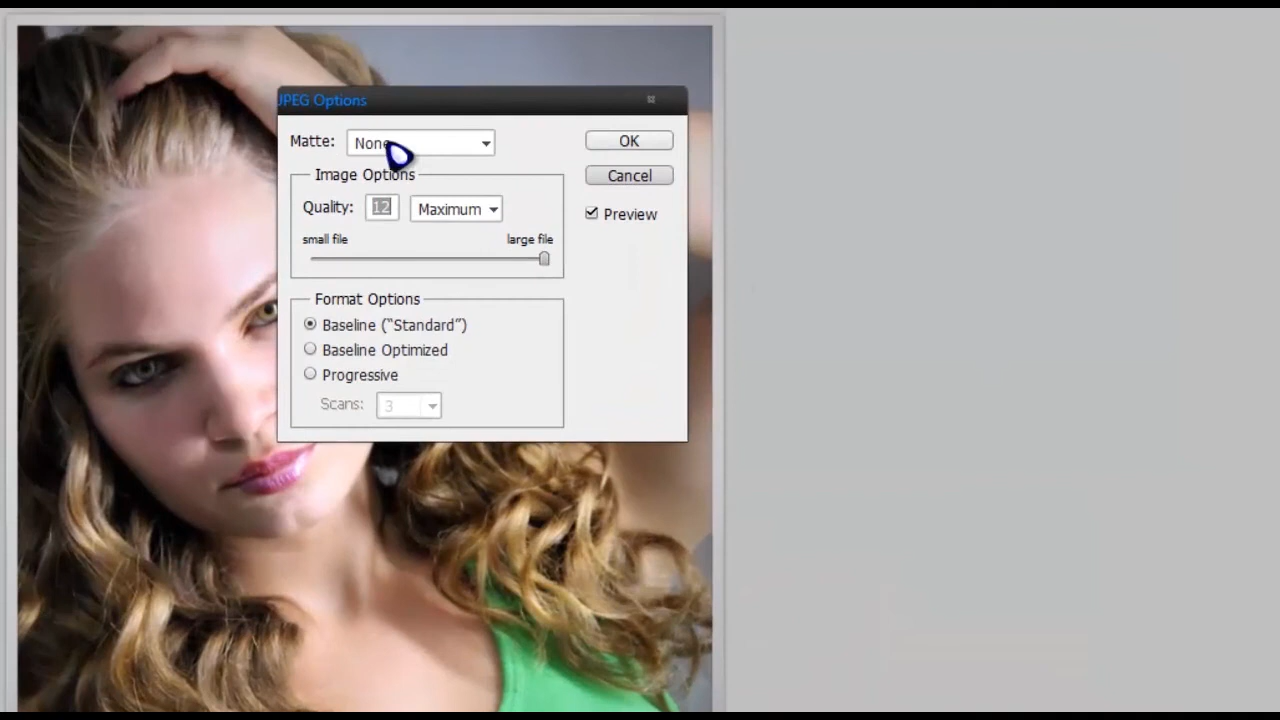 JPEG Options
Matte: None
OK
Image Options
Cancel
Quality: 12 Maximum
Preview
small file large file
Format Options
Baseline (“Standard”)
Baseline Optimized
Progressive
Scans: 3